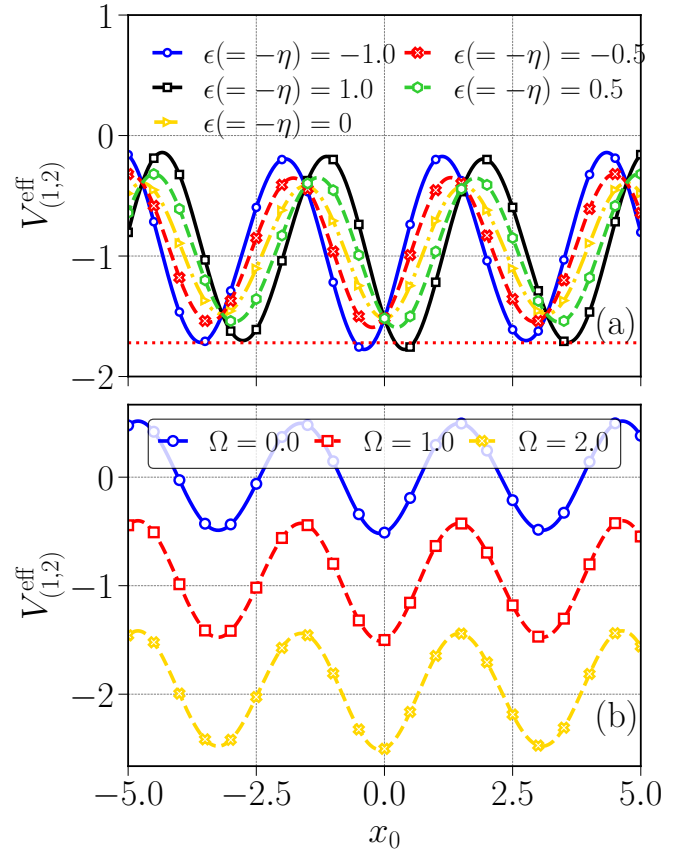 1
ϵ(= −η) = −1.0
ϵ(= −η) = −0.5
ϵ(= −η) = 1.0
ϵ(= −η) = 0.5
ϵ(= −η) = 0
0
V^eff_(1,2)
−1
(a)
−2
Ω = 0.0
Ω = 1.0
Ω = 2.0
0
V^eff_(1,2)
−1
−2
(b)
−5.0 −2.5 0.0 2.5 5.0
x_0